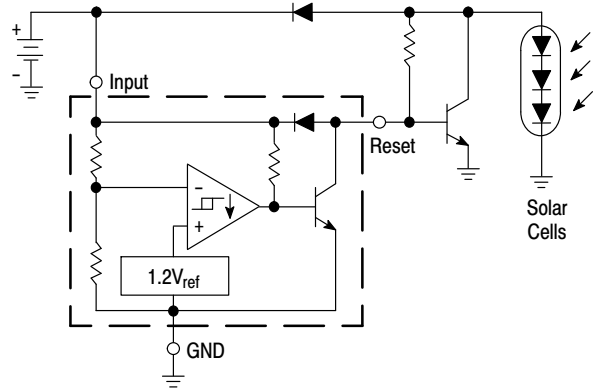 +
-
Input
Reset
-
+
1.2Vref
GND
Solar
Cells